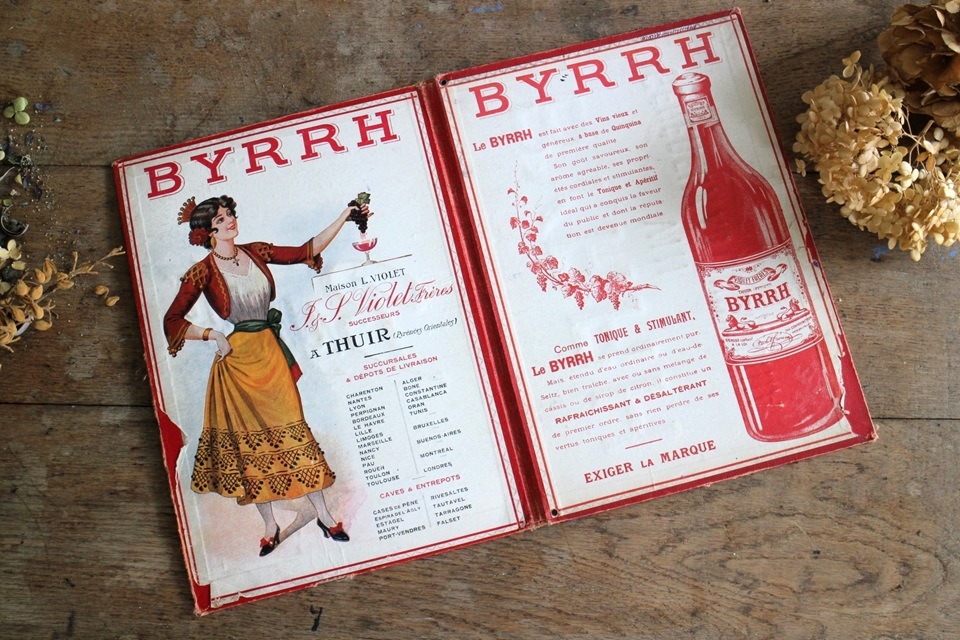 BYRRH
Maison L. VIOLET
J. & S. Violet Frères
SUCCESSEURS
A THUIR (Pyrénées Orientales)
SUCCURSALES
& DÉPOTS DE LIVRAISON
CHARENTON
NANTES
LYON
PERPIGNAN
BORDEAUX
LE HAVRE
LILLE
LIMOGES
MARSEILLE
NANCY
NICE
PAU
ROUEN
TOULON
TOULOUSE
ALGER
BONE
CONSTANTINE
CASABLANCA
ORAN
TUNIS
BRUXELLES
BUENOS-AIRES
MONTRÉAL
LONDRES
CAVES & ENTREPOTS
CASES DE PÈNE
ESPIRA DE L'AGLY
ESTAGEL
MAURY
PORT-VENDRES
RIVESALTES
TAUTAVEL
TARRAGONE
FALSET
BYRRH
Le BYRRH est fait avec des Vins vieux et
généreux à base de Quinquina
de première qualité
Son goût savoureux, son
arôme agréable, ses propri
étés cordiales et stimulantes,
en font le Tonique et Apéritif
idéal qui a conquis la faveur
du public et dont la réputa
tion est devenue mondiale
Comme TONIQUE & STIMULANT,
Le BYRRH se prend ordinairement pur.
Mais étendu d'eau ordinaire ou d'eau-de-
Seltz, bien fraîche, avec ou sans mélange de
cassis ou de sirop de citron, il constitue un
RAFRAICHISSANT & DÉSALTÉRANT
de premier ordre sans rien perdre de ses
vertus toniques et apéritives
EXIGER LA MARQUE
VIOLET FRÈRES
BYRRH